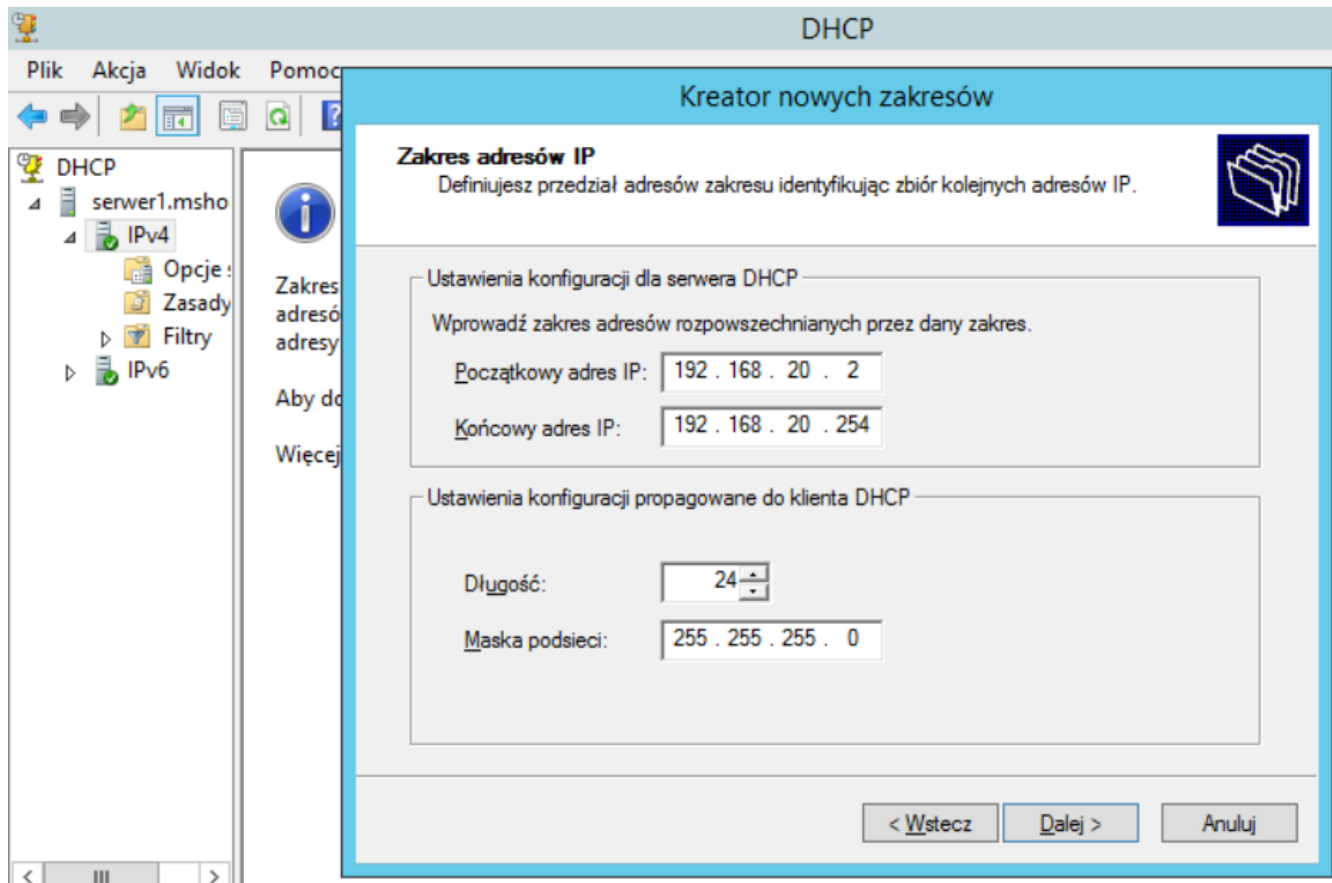 DHCP
Plik Akcja Widok Pomoc
DHCP
serwer1.msho
IPv4
Opcje s
Zasady
Filtry
IPv6
Zakres
adresó
adresy
Aby do
Więcej
Kreator nowych zakresów
Zakres adresów IP
Definiujesz przedział adresów zakresu identyfikując zbiór kolejnych adresów IP.
Ustawienia konfiguracji dla serwera DHCP
Wprowadź zakres adresów rozpowszechnianych przez dany zakres.
Początkowy adres IP: 192 . 168 . 20 . 2
Końcowy adres IP: 192 . 168 . 20 . 254
Ustawienia konfiguracji propagowane do klienta DHCP
Długość: 24
Maska podsieci: 255 . 255 . 255 . 0
< Wstecz Dalej > Anuluj